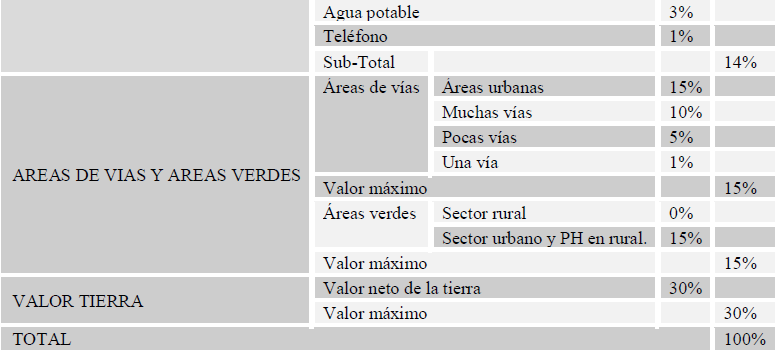 Agua potable 3%
Teléfono 1%
Sub-Total 14%
Áreas de vías Áreas urbanas 15%
Muchas vías 10%
Pocas vías 5%
AREAS DE VIAS Y AREAS VERDES
Una vía 1%
Valor máximo 15%
Áreas verdes Sector rural 0%
Sector urbano y PH en rural. 15%
Valor máximo 15%
VALOR TIERRA
Valor neto de la tierra 30%
Valor máximo 30%
TOTAL 100%